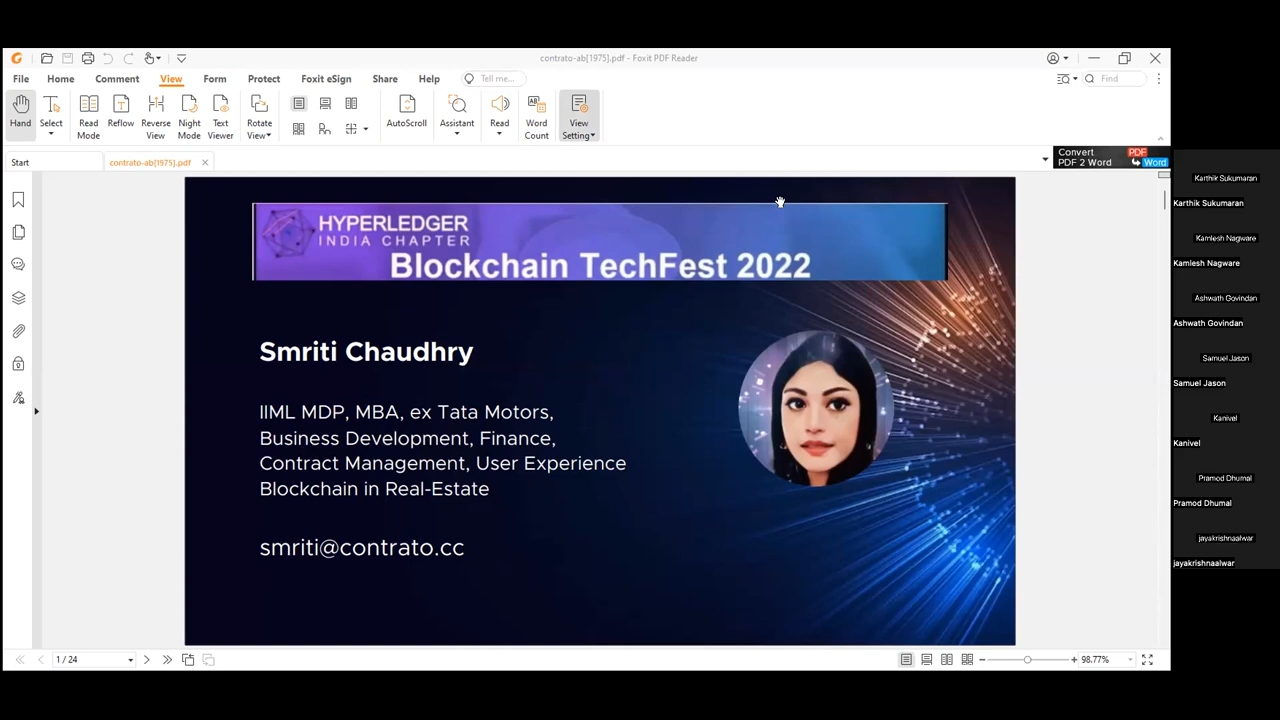 contrato-ab[1975].pdf - Foxit PDF Reader
File Home Comment View Form Protect Foxit eSign Share Help Tell me... Find
Hand Select Read Mode Reflow Reverse View Night Mode Text Viewer Rotate View AutoScroll Assistant Read Word Count View Setting
Start contrato-ab[1975].pdf
Convert PDF
PDF 2 Word Word
HYPERLEDGER
INDIA CHAPTER
Blockchain TechFest 2022
Smriti Chaudhry
IIML MDP, MBA, ex Tata Motors,
Business Development, Finance,
Contract Management, User Experience
Blockchain in Real-Estate
smriti@contrato.cc
1 / 24
98.77%
Karthik Sukumaran
Karthik Sukumaran
Kamlesh Nagware
Kamlesh Nagware
Ashwath Govindan
Ashwath Govindan
Samuel Jason
Samuel Jason
Kanivel
Kanivel
Pramod Dhumal
Pramod Dhumal
jayakrishnaalwar
jayakrishnaalwar